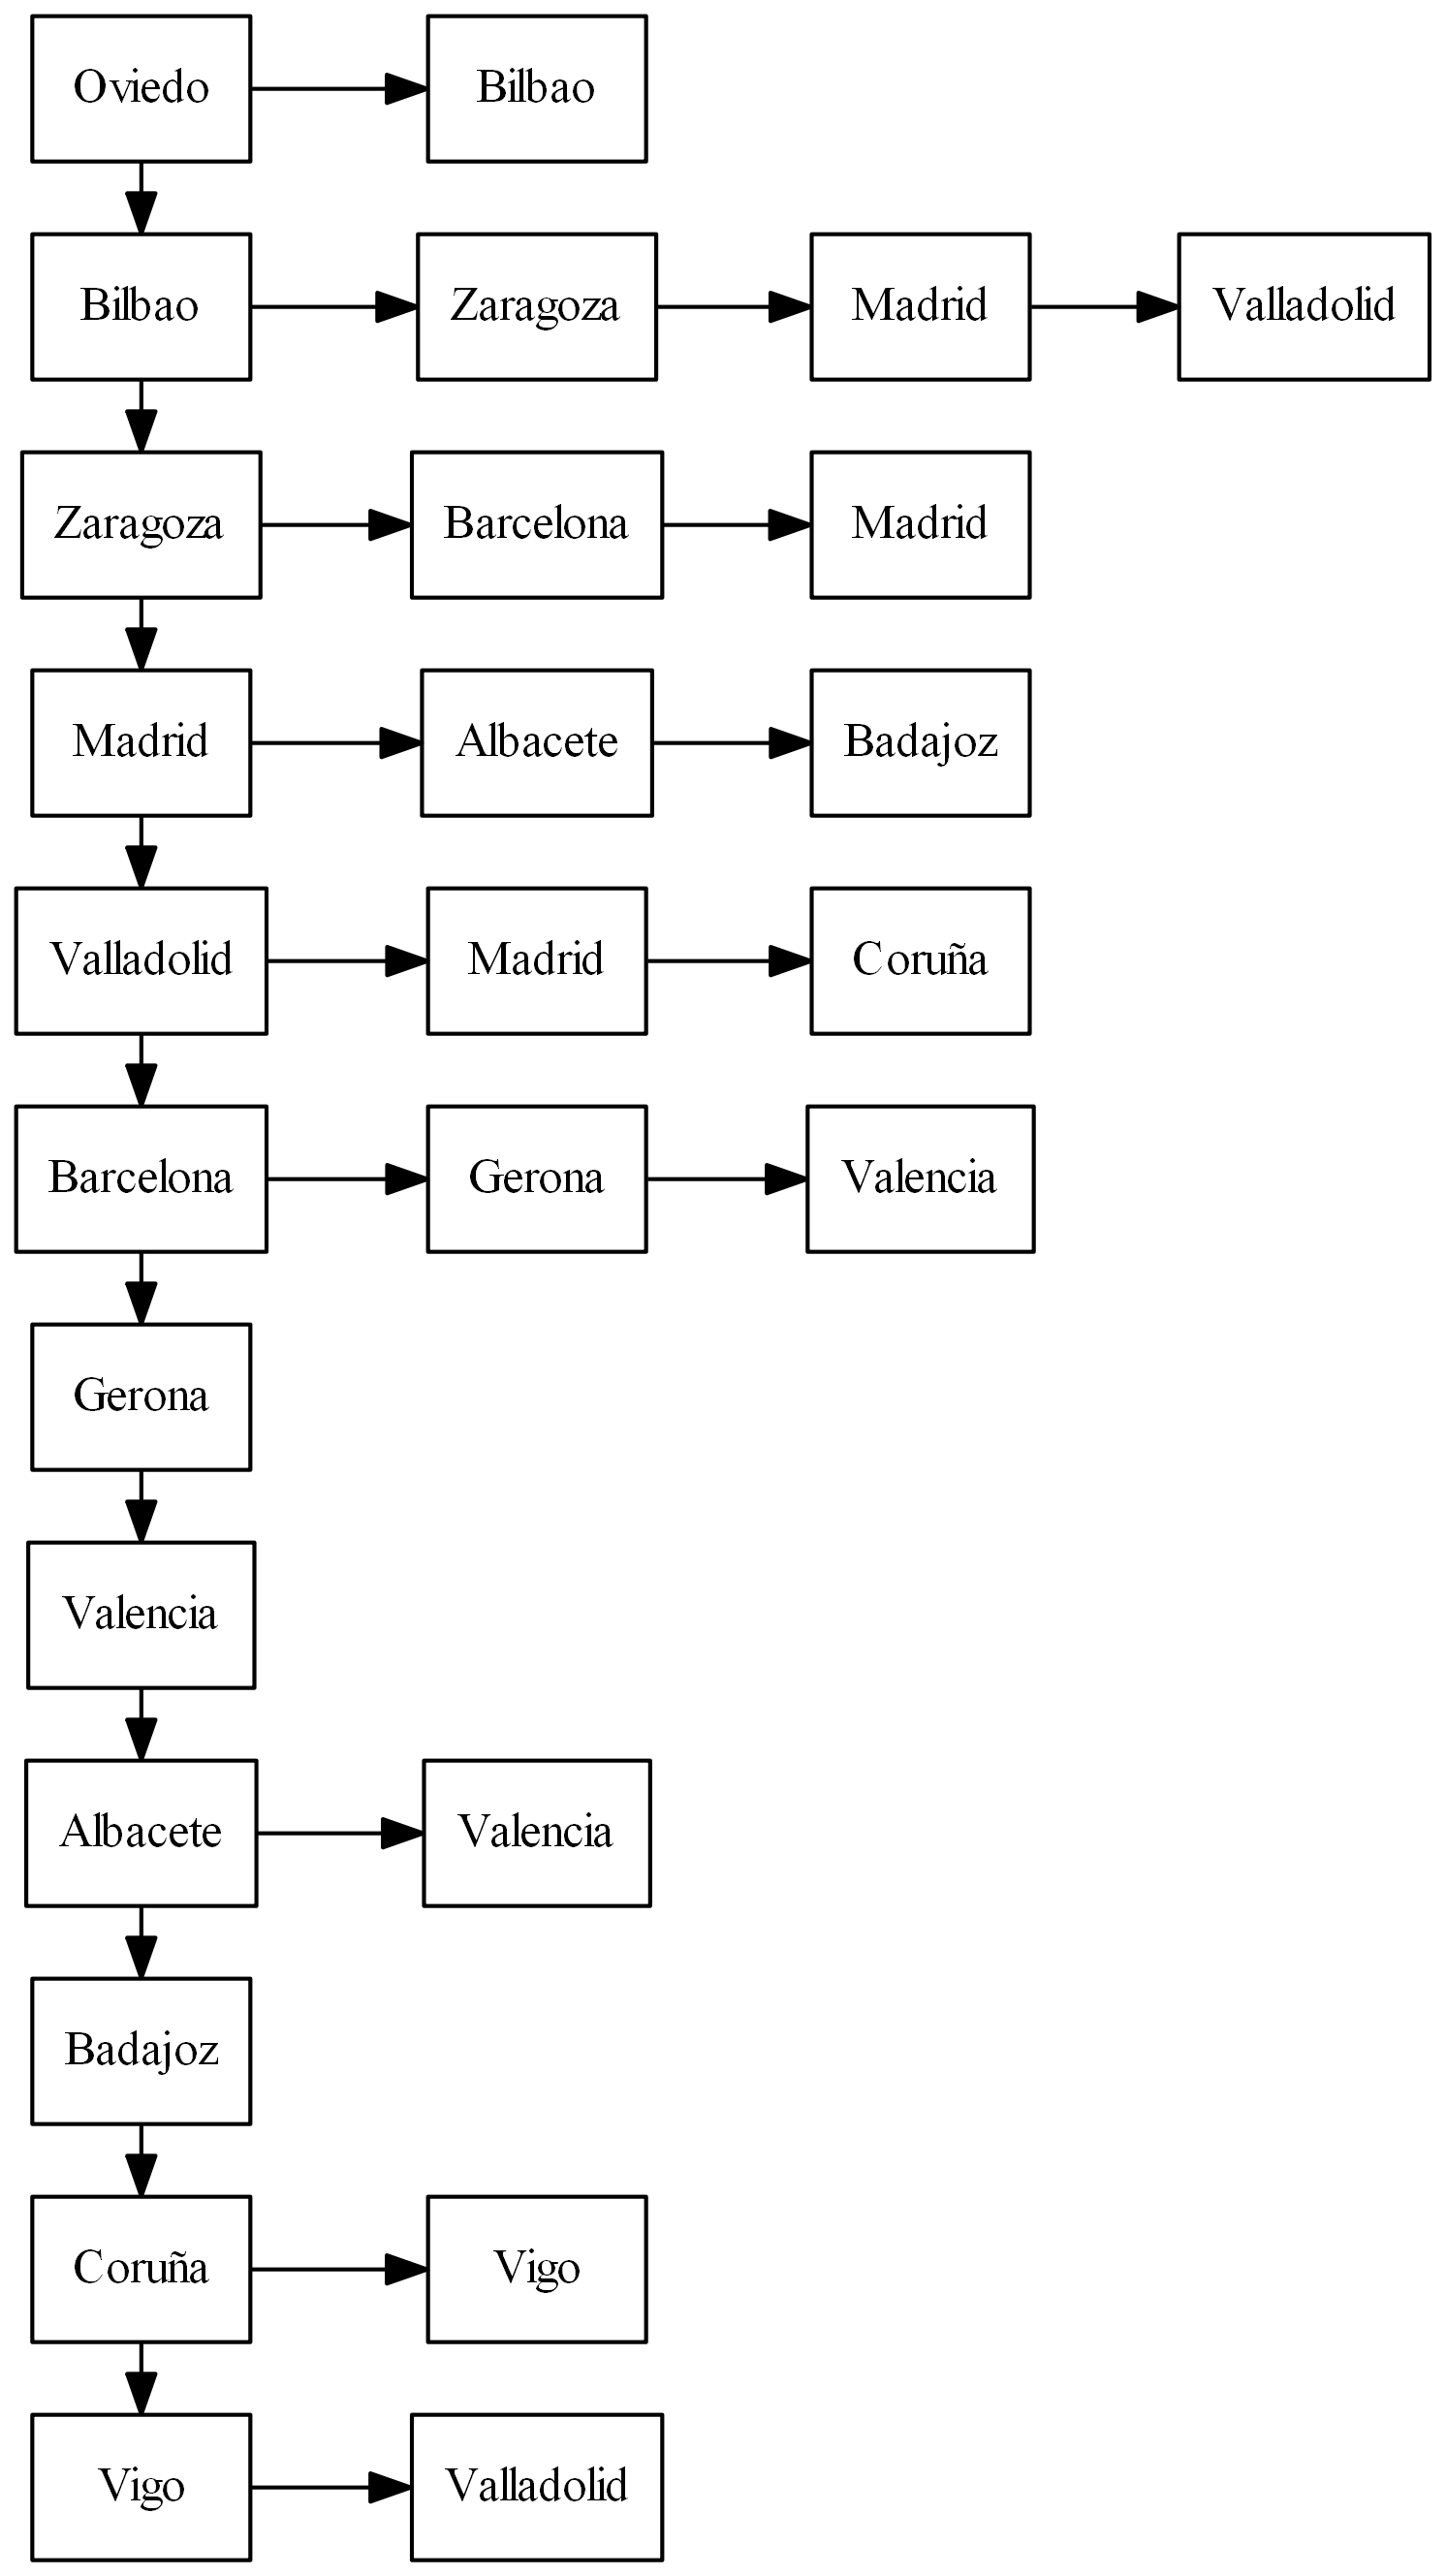 Oviedo Bilbao
Bilbao Zaragoza Madrid Valladolid
Zaragoza Barcelona Madrid
Madrid Albacete Badajoz
Valladolid Madrid Coruña
Barcelona Gerona Valencia
Gerona
Valencia
Albacete Valencia
Badajoz
Coruña Vigo
Vigo Valladolid